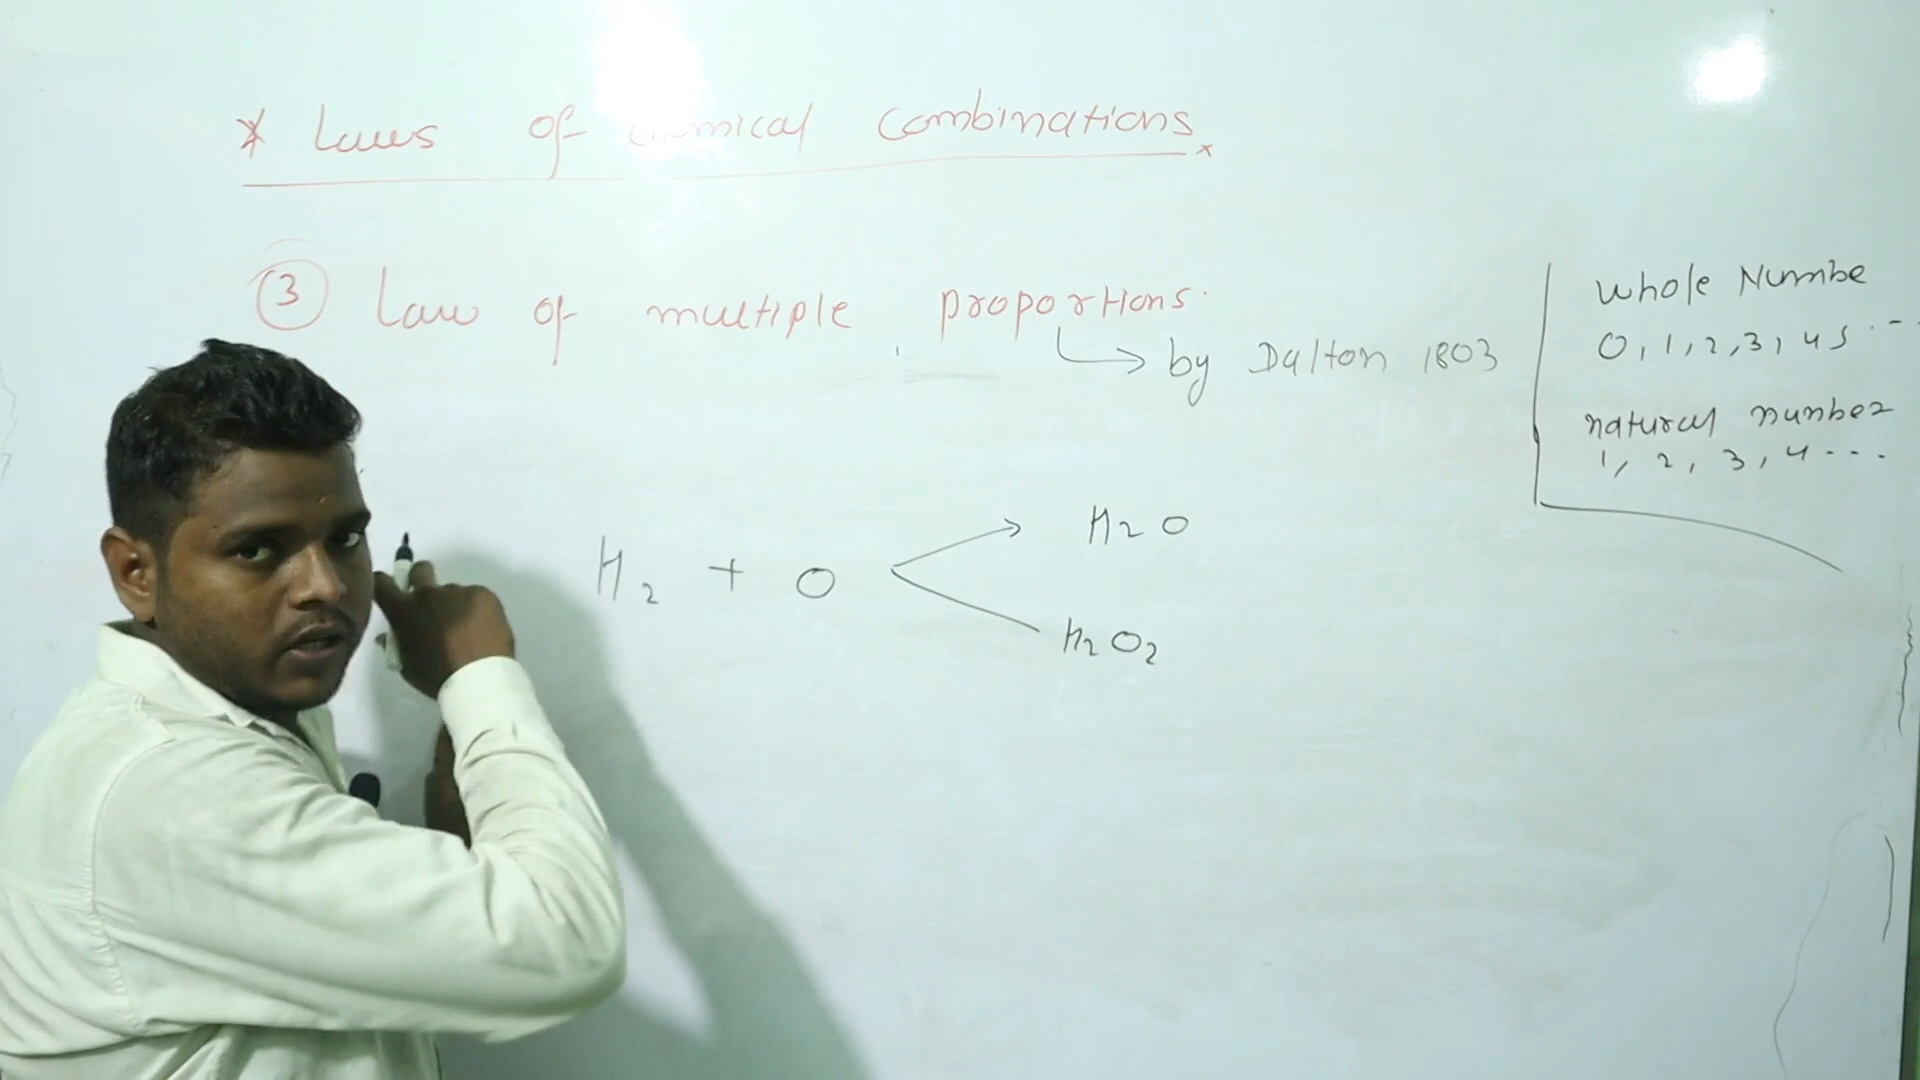 * Laws of chemical combinations
③ Law of multiple proportions.
by Dalton 1803
H2 + O
H2O
H2O2
Whole Numbe
0, 1, 2, 3, 4 5 ...
natural number
1, 2, 3, 4 ...